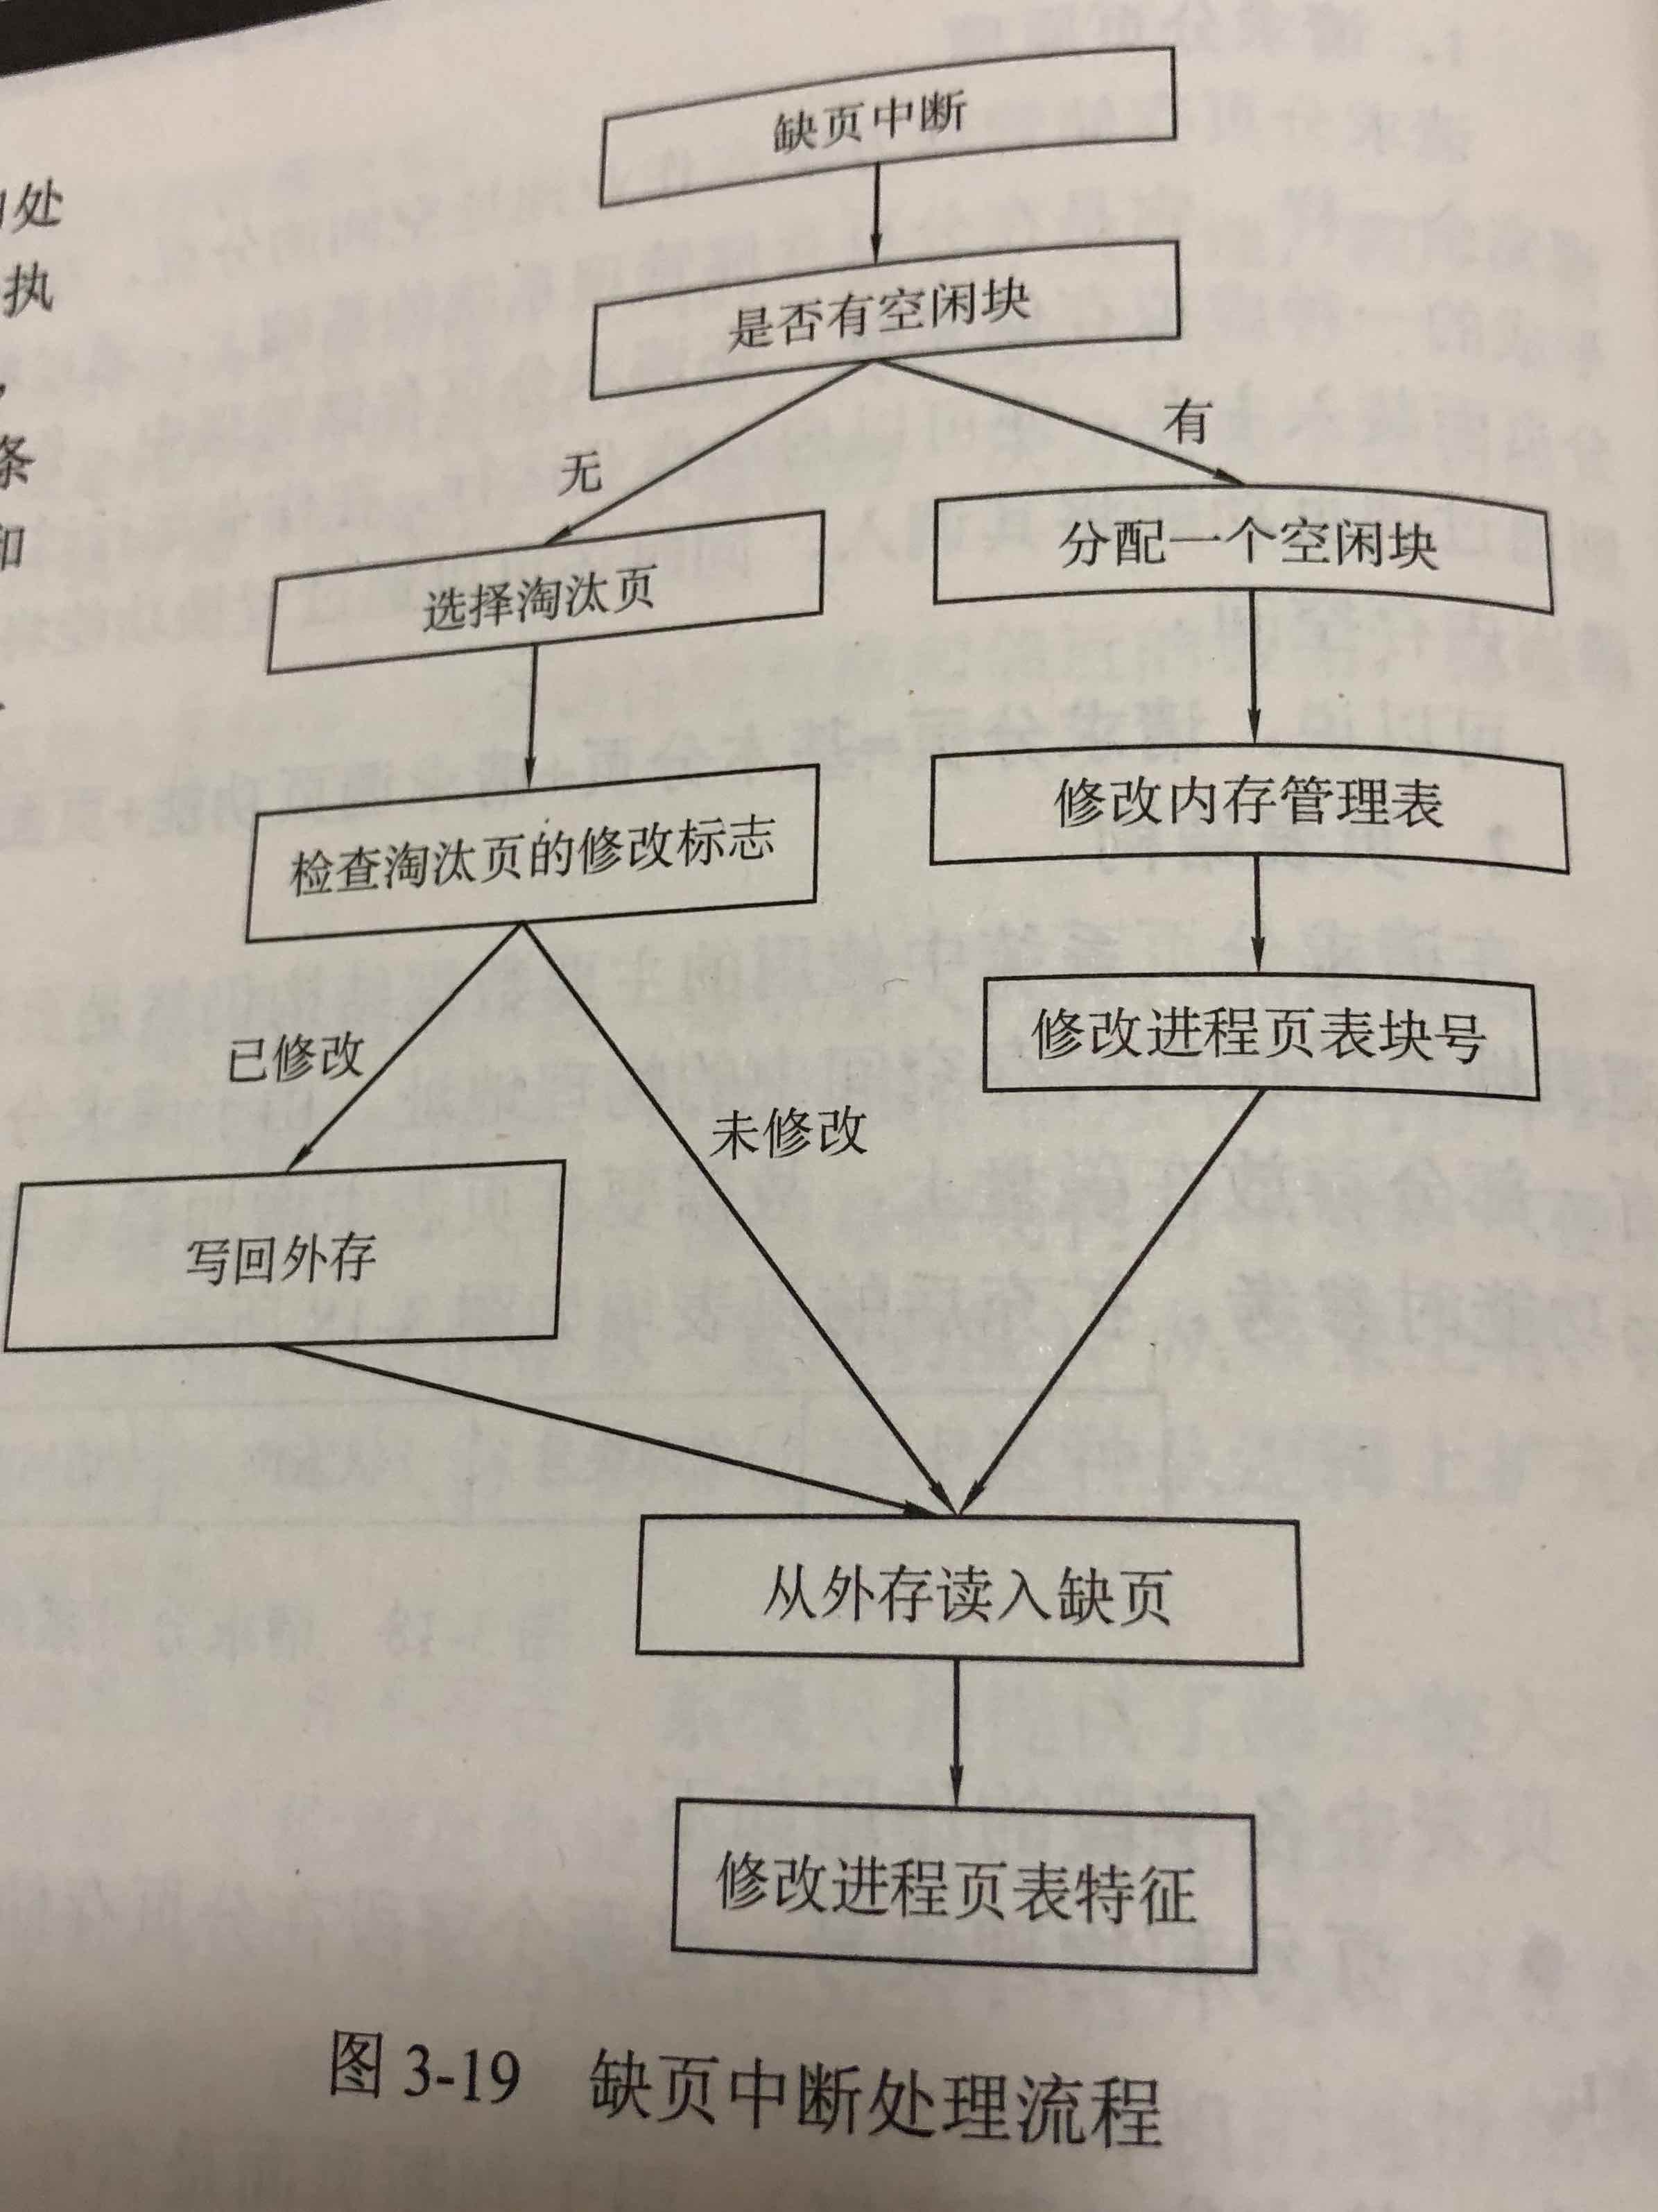 缺页中断
是否有空闲块
无
有
选择淘汰页
分配一个空闲块
检查淘汰页的修改标志
修改内存管理表
修改进程页表块号
已修改
未修改
写回外存
从外存读入缺页
修改进程页表特征
图 3-19 缺页中断处理流程
处
执
条
和